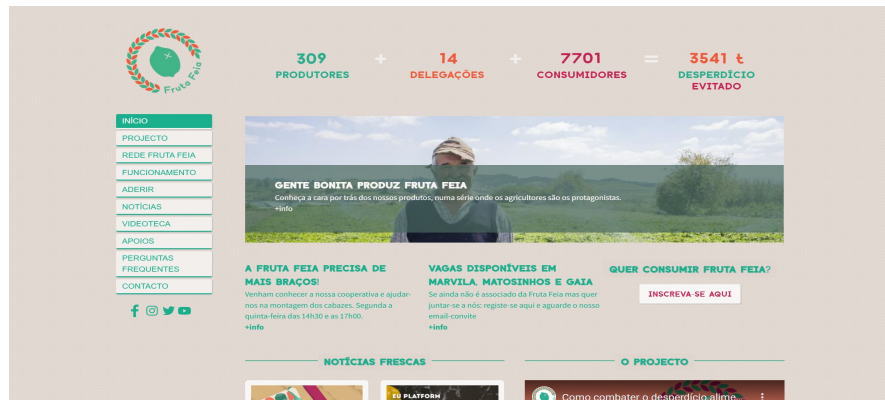 Fruta Feia
309 + 14 + 7701 = 3541 t
PRODUTORES DELEGAÇÕES CONSUMIDORES DESPERDÍCIO
EVITADO
INÍCIO
PROJECTO
REDE FRUTA FEIA
FUNCIONAMENTO
ADERIR
NOTÍCIAS
VIDEOTECA
APOIOS
PERGUNTAS
FREQUENTES
CONTACTO
GENTE BONITA PRODUZ FRUTA FEIA
Conheça a cara por trás dos nossos produtos, numa série onde os agricultores são os protagonistas.
+info
A FRUTA FEIA PRECISA DE
MAIS BRAÇOS!
Venham conhecer a nossa cooperativa e ajudar-
nos na montagem dos cabazes. Segunda a
quinta-feira das 14h30 e as 17h00.
+info
VAGAS DISPONÍVEIS EM
MARVILA, MATOSINHOS E GAIA
Se ainda não é associado da Fruta Feia mas quer
juntar-se a nós; registe-se aqui e aguarde o nosso
email-convite
+info
QUER CONSUMIR FRUTA FEIA?
INSCREVA-SE AQUI
NOTÍCIAS FRESCAS
EU PLATFORM
O PROJECTO
Como combater o desperdício alime...